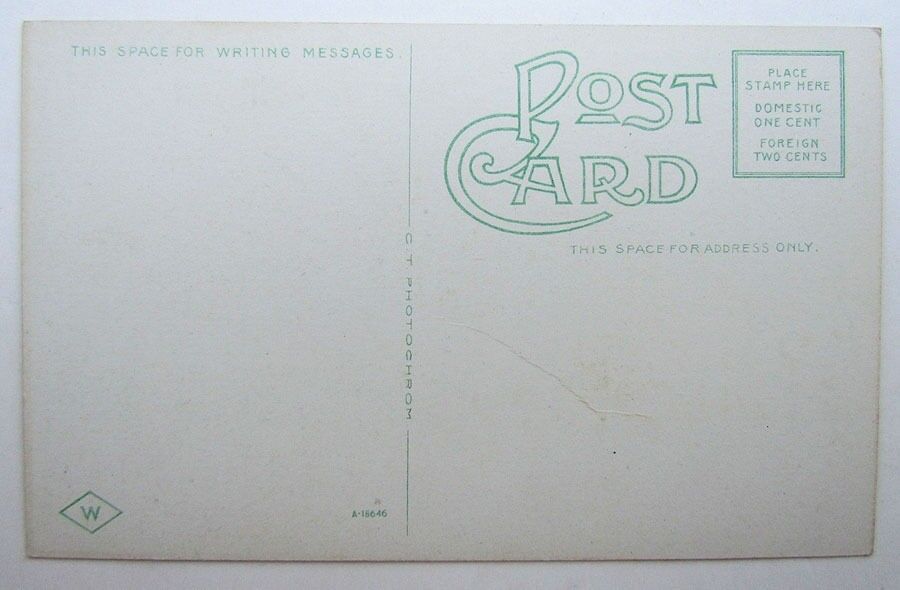 THIS SPACE FOR WRITING MESSAGES.
POST
CARD
PLACE
STAMP HERE
DOMESTIC
ONE CENT
FOREIGN
TWO CENTS
THIS SPACE FOR ADDRESS ONLY.
C T PHOTOCHROM
W
A-18646